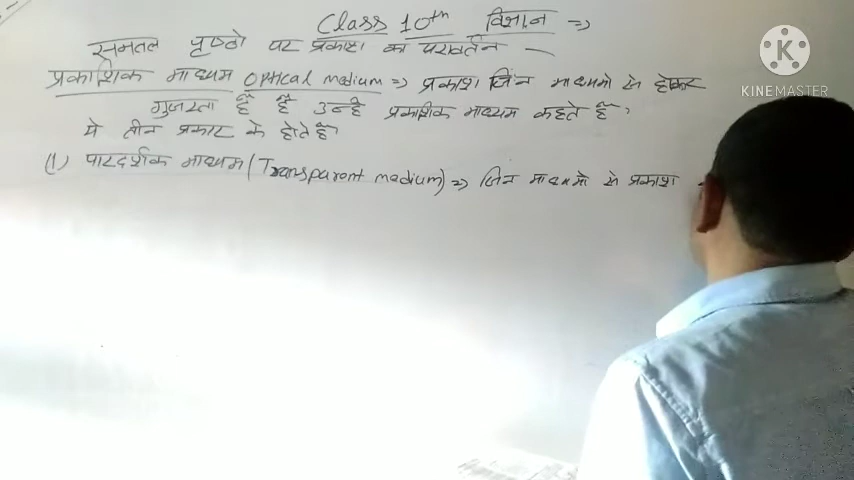 Class 10th विज्ञान ⇒
समतल पृष्ठो पर प्रकाश का परावर्तन —
प्रकाशिक माध्यम Optical medium ⇒ प्रकाश जिन माध्यमो से होकर
गुजरता है है उन्हे प्रकाशिक माध्यम कहते है,
ये तीन प्रकार के होते है
(1) पारदर्शक माध्यम (Transparent medium) ⇒ जिन माध्यमो से प्रकाश
KINEMASTER